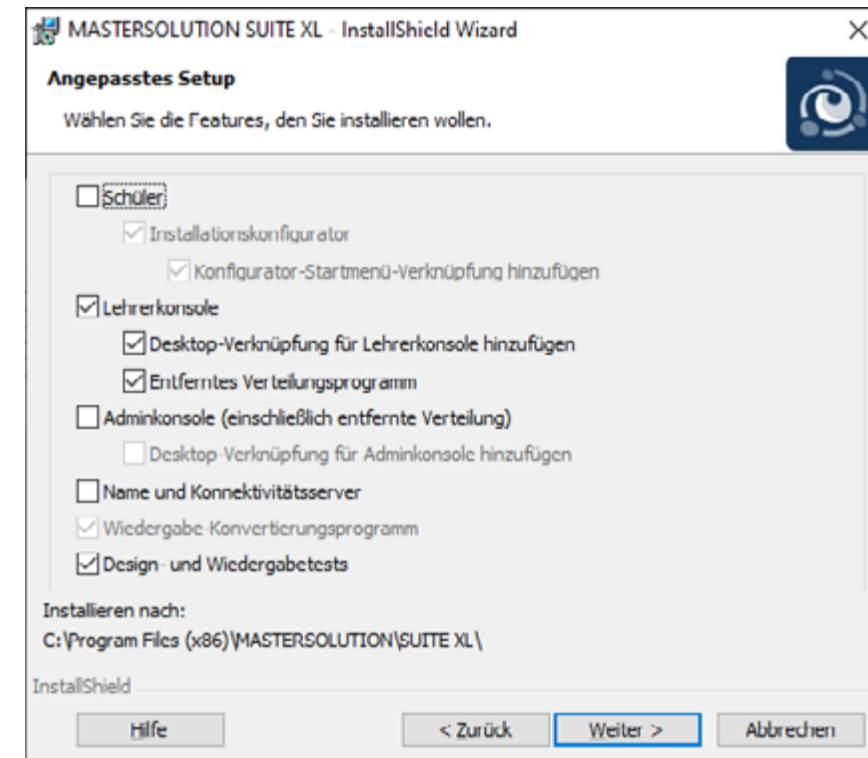 MASTERSOLUTION SUITE XL - InstallShield Wizard
Angepasstes Setup
Wählen Sie die Features, den Sie installieren wollen.
Schüler
Installationskonfigurator
Konfigurator-Startmenü-Verknüpfung hinzufügen
Lehrerkonsole
Desktop-Verknüpfung für Lehrerkonsole hinzufügen
Entferntes Verteilungsprogramm
Adminkonsole (einschließlich entfernte Verteilung)
Desktop-Verknüpfung für Adminkonsole hinzufügen
Name und Konnektivitätsserver
Wiedergabe-Konvertierungsprogramm
Design- und Wiedergabetests
Installieren nach:
C:\Program Files (x86)\MASTERSOLUTION\SUITE XL\
InstallShield
Hilfe < Zurück Weiter > Abbrechen